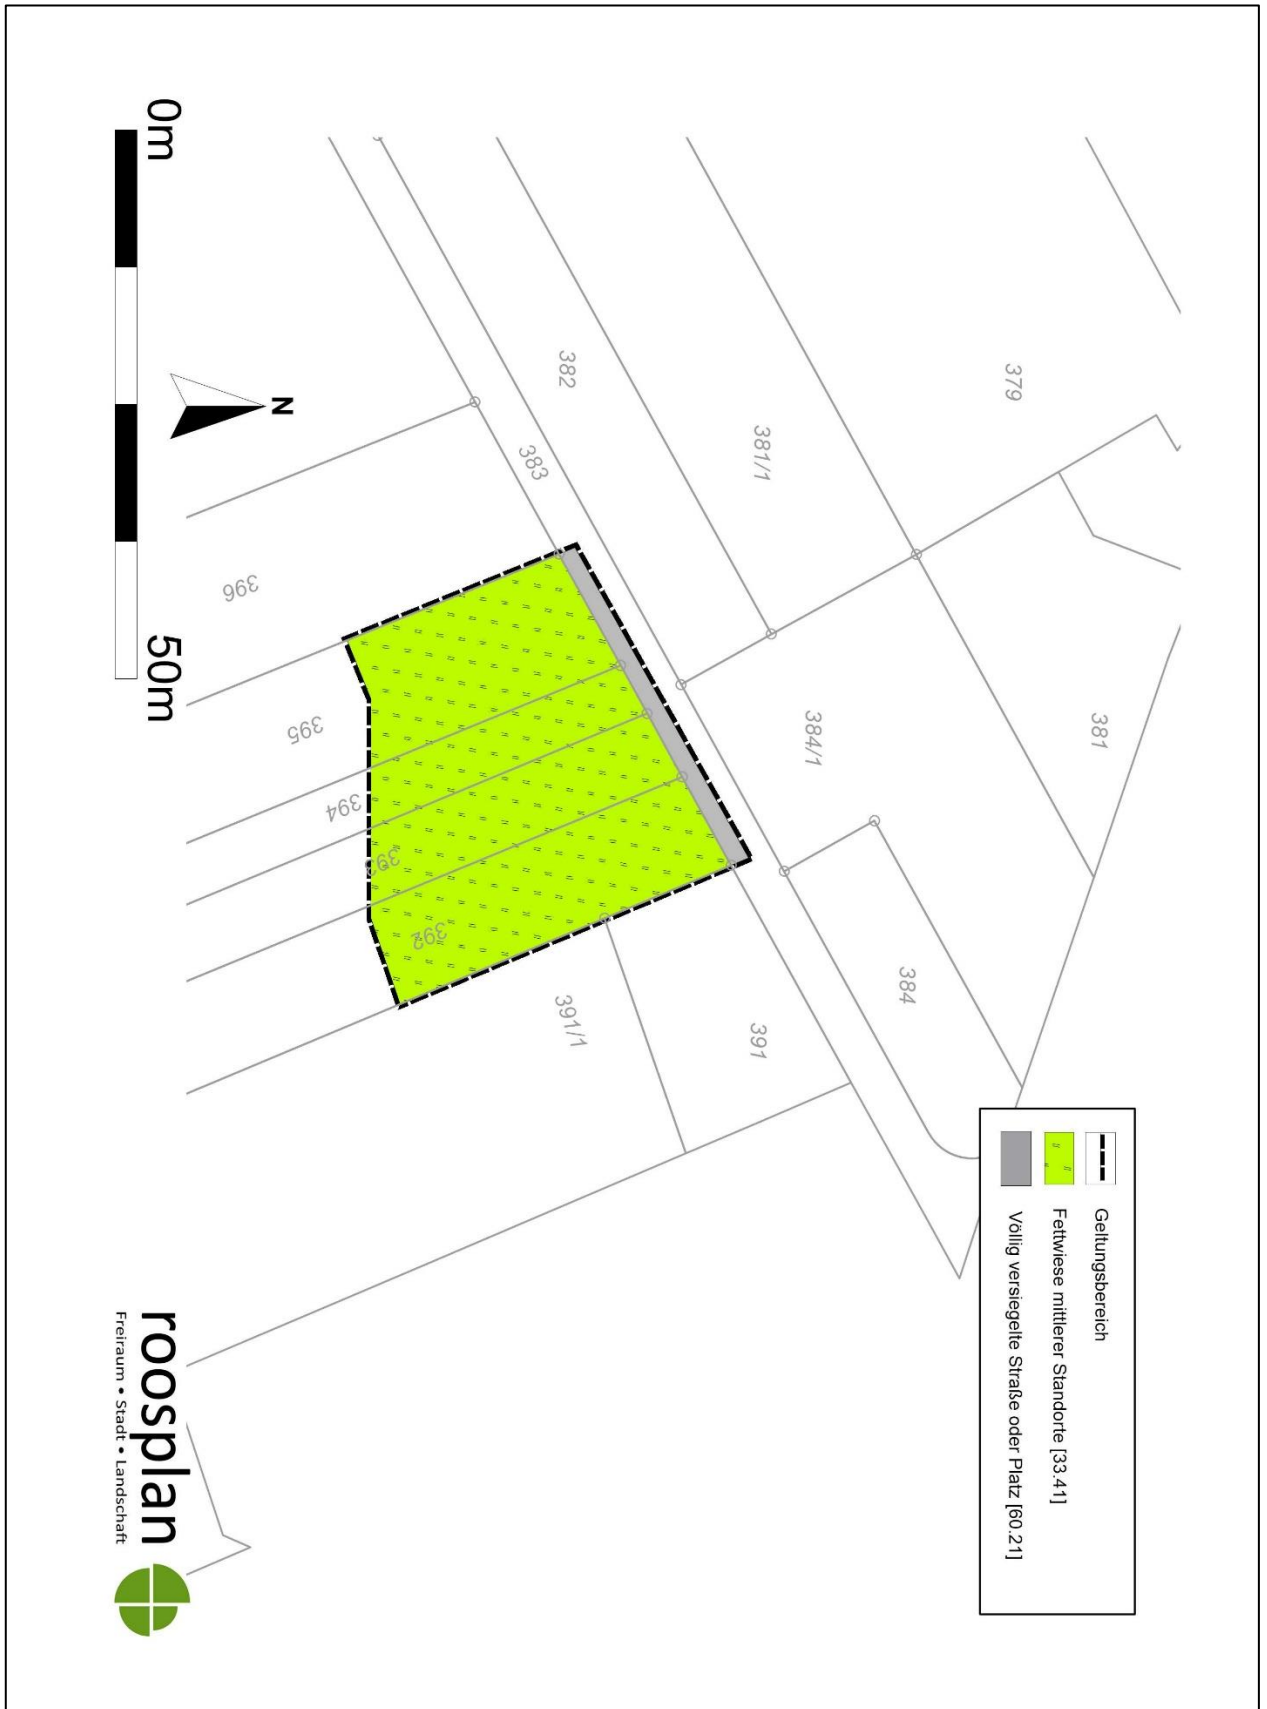 Geltungsbereich
Fettwiese mittlerer Standorte [33.41]
Völlig versiegelte Straße oder Platz [60.21]
379
381
381/1
382
383
384/1
384
391
391/1
392
393
394
395
396
N
0m
50m
roosplan
Freiraum • Stadt • Landschaft